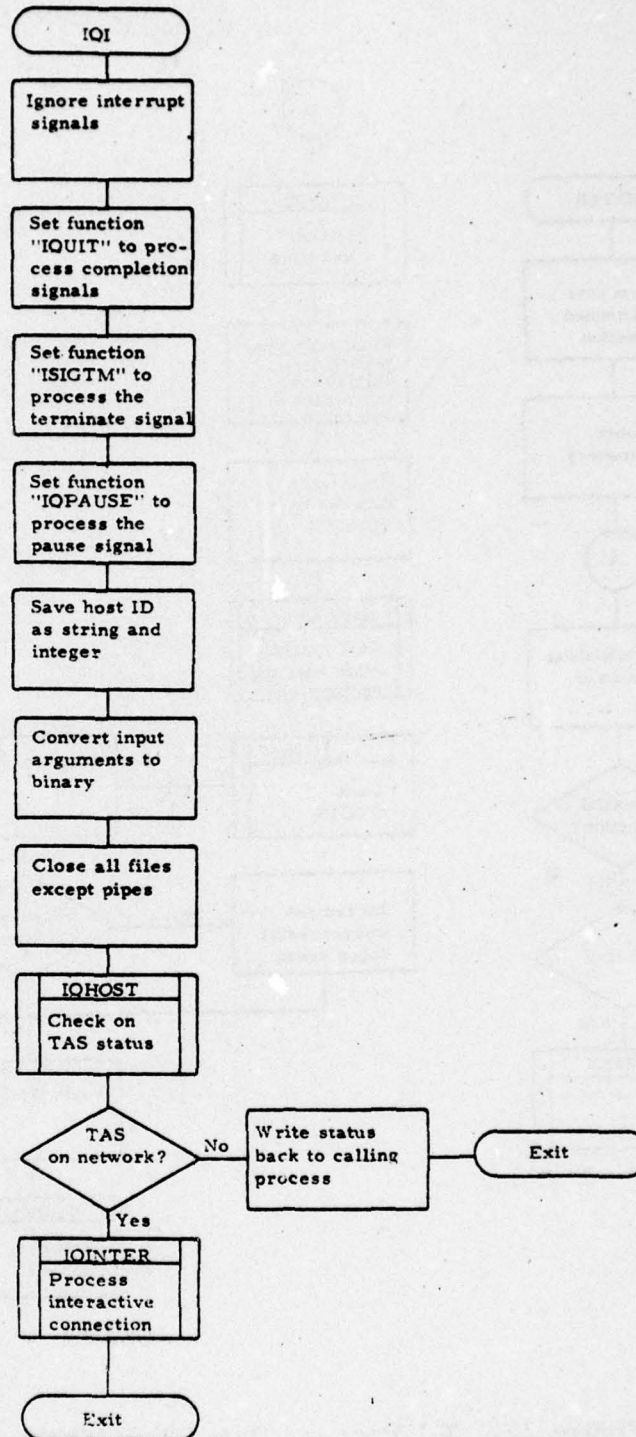 IQI
Ignore interrupt
signals
Set function
"IQUIT" to pro-
cess completion
signals
Set function
"ISIGTM" to
process the
terminate signal
Set function
"IQPAUSE" to
process the
pause signal
Save host ID
as string and
integer
Convert input
arguments to
binary
Close all files
except pipes
IQHOST
Check on
TAS status
TAS
on network?
No
Write status
back to calling
process
Exit
Yes
IQINTER
Process
interactive
connection
Exit